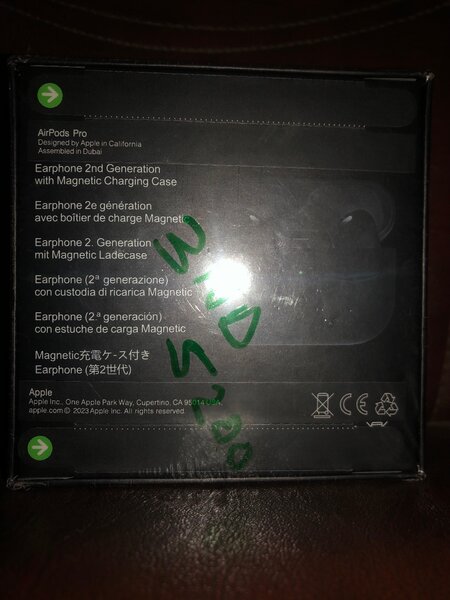 AirPods Pro
Designed by Apple in California
Assembled in Dubai
Earphone 2nd Generation
with Magnetic Charging Case
Earphone 2e génération
avec boîtier de charge Magnetic
Earphone 2. Generation
mit Magnetic Ladecase
Earphone (2ª generazione)
con custodia di ricarica Magnetic
Earphone (2.ª generación)
con estuche de carga Magnetic
Magnetic充電ケース付き
Earphone (第2世代)
Apple
Apple Inc., One Apple Park Way, Cupertino, CA 95014 USA.
apple.com © 2023 Apple Inc. All rights reserved.
CE